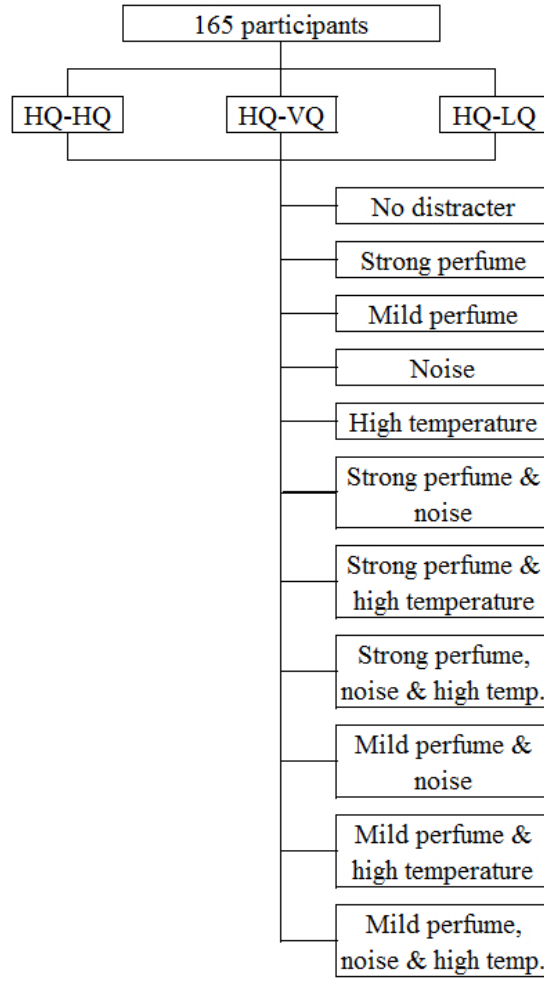 165 participants
HQ-HQ
HQ-VQ
HQ-LQ
No distracter
Strong perfume
Mild perfume
Noise
High temperature
Strong perfume &
noise
Strong perfume &
high temperature
Strong perfume,
noise & high temp.
Mild perfume &
noise
Mild perfume &
high temperature
Mild perfume,
noise & high temp.